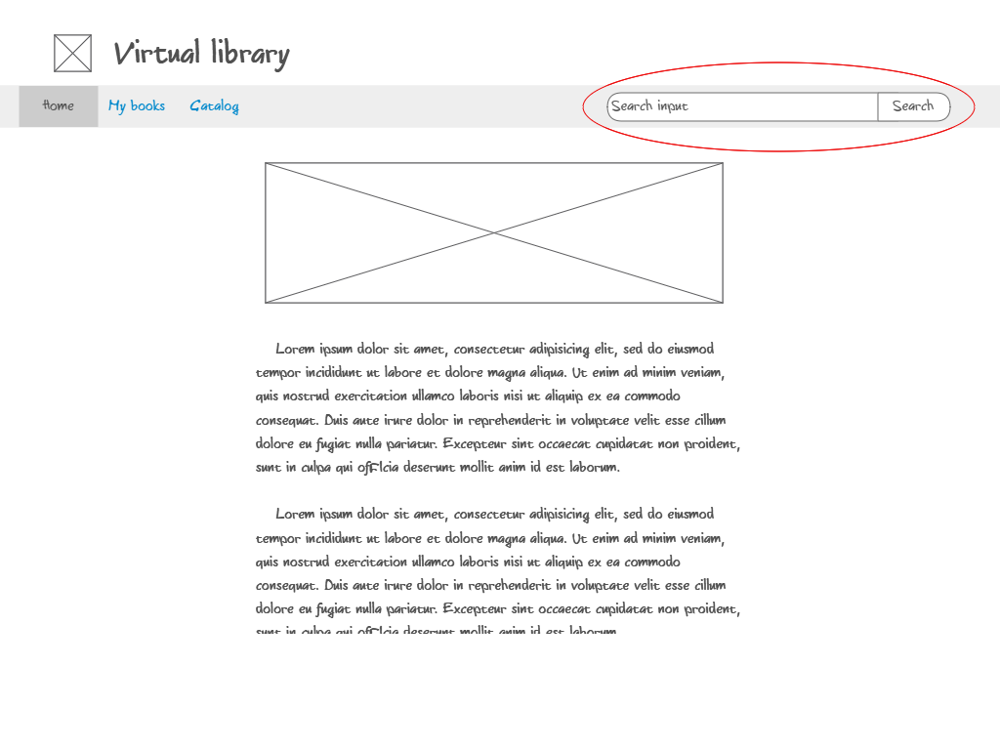 Virtual library
Home My books Catalog Search input Search
Lorem ipsum dolor sit amet, consectetur adipisicing elit, sed do eiusmod
tempor incididunt ut labore et dolore magna aliqua. Ut enim ad minim veniam,
quis nostrud exercitation ullamco laboris nisi ut aliquip ex ea commodo
consequat. Duis aute irure dolor in reprehenderit in voluptate velit esse cillum
dolore eu fugiat nulla pariatur. Excepteur sint occaecat cupidatat non proident,
sunt in culpa qui officia deserunt mollit anim id est laborum.
Lorem ipsum dolor sit amet, consectetur adipisicing elit, sed do eiusmod
tempor incididunt ut labore et dolore magna aliqua. Ut enim ad minim veniam,
quis nostrud exercitation ullamco laboris nisi ut aliquip ex ea commodo
consequat. Duis aute irure dolor in reprehenderit in voluptate velit esse cillum
dolore eu fugiat nulla pariatur. Excepteur sint occaecat cupidatat non proident,
sunt in culpa qui officia deserunt mollit anim id est laborum.